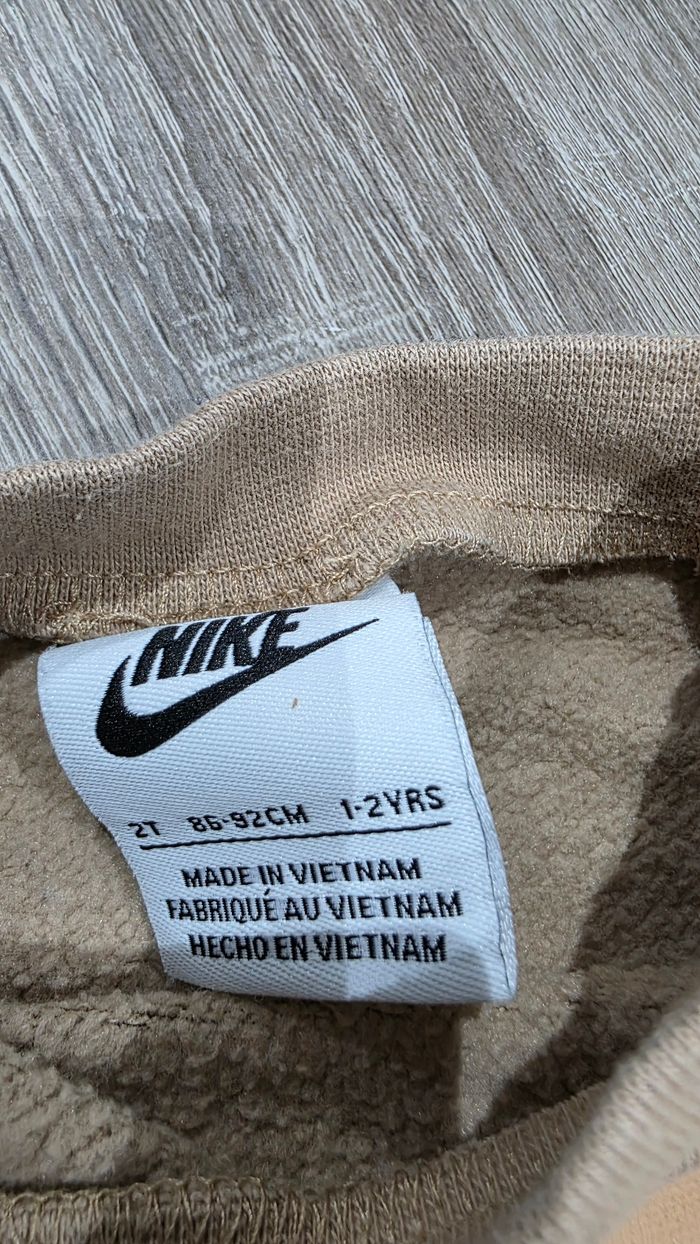 NIKE
2T 86-92CM 1-2YRS
MADE IN VIETNAM
FABRIQUÉ AU VIETNAM
HECHO EN VIETNAM